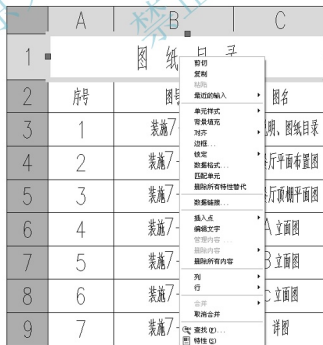 A B C
1 图 纸 目 录
2 序号 图号 图名
3 1 装施7- 明、图纸目录
4 2 装施7- 厅平面布置图
5 3 装施7- 厅顶棚平面图
6 4 装施7- A 立面图
7 5 装施7- B 立面图
8 6 装施7- c 立面图
9 7 装施7- 详图
剪切
复制
粘贴
最近的输入
单元样式
背景填充
对齐
边框...
锁定
数据格式...
匹配单元
删除所有特性替代
数据链接...
插入点
编辑文字
管理内容...
删除内容
删除所有内容
列
行
合并
取消合并
查找(F)...
特性(S)